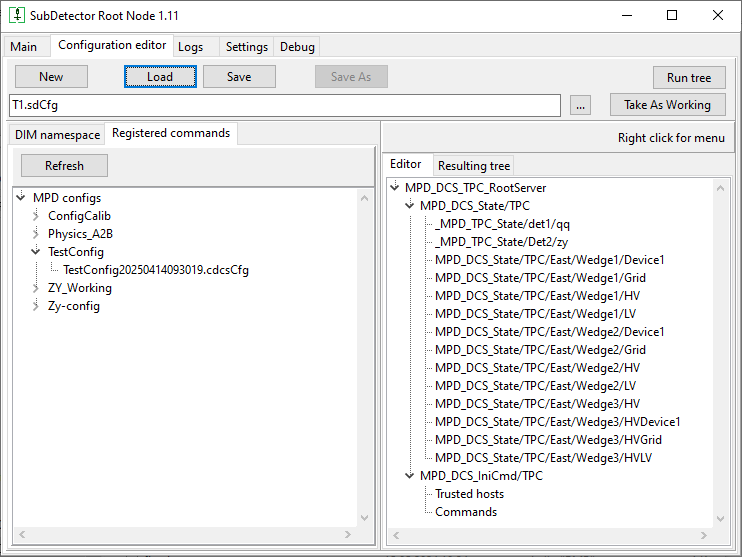 SubDetector Root Node 1.11
Main Configuration editor Logs Settings Debug
New Load Save Save As Run tree
T1.sdCfg ... Take As Working
DIM namespace Registered commands
Right click for menu
Refresh
Editor Resulting tree
MPD configs
ConfigCalib
Physics_A2B
TestConfig
TestConfig20250414093019.cdcsCfg
ZY_Working
Zy-config
MPD_DCS_TPC_RootServer
MPD_DCS_State/TPC
_MPD_TPC_State/det1/qq
_MPD_TPC_State/Det2/zy
MPD_DCS_State/TPC/East/Wedge1/Device1
MPD_DCS_State/TPC/East/Wedge1/Grid
MPD_DCS_State/TPC/East/Wedge1/HV
MPD_DCS_State/TPC/East/Wedge1/LV
MPD_DCS_State/TPC/East/Wedge2/Device1
MPD_DCS_State/TPC/East/Wedge2/Grid
MPD_DCS_State/TPC/East/Wedge2/HV
MPD_DCS_State/TPC/East/Wedge2/LV
MPD_DCS_State/TPC/East/Wedge3/HV
MPD_DCS_State/TPC/East/Wedge3/HVDevice1
MPD_DCS_State/TPC/East/Wedge3/HVGrid
MPD_DCS_State/TPC/East/Wedge3/HVLV
MPD_DCS_IniCmd/TPC
Trusted hosts
Commands